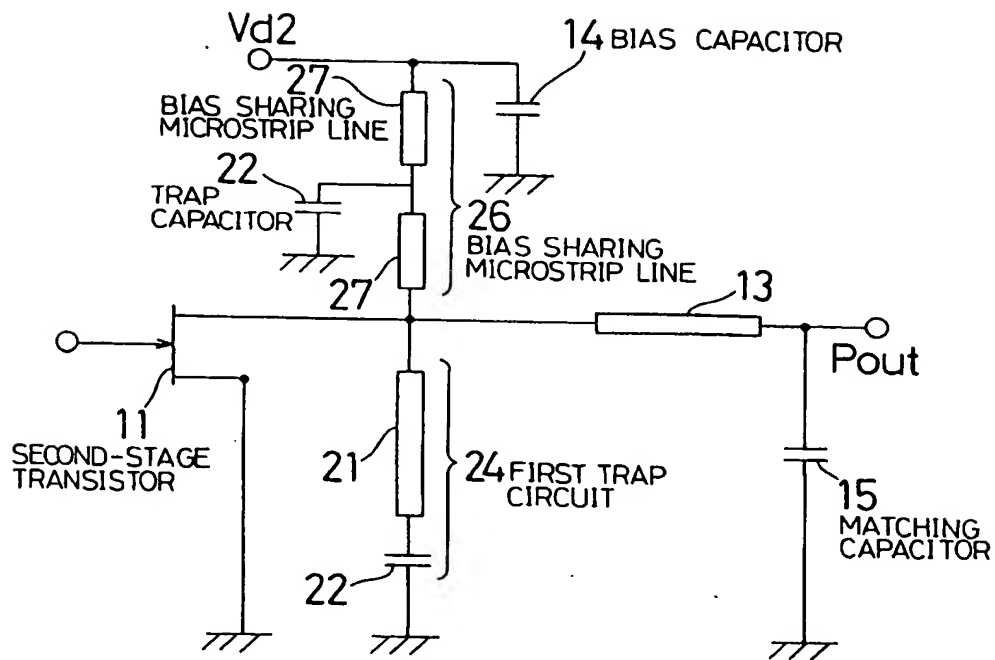 Vd2
14 BIAS CAPACITOR
27
BIAS SHARING
MICROSTRIP LINE
22
TRAP
CAPACITOR
26
BIAS SHARING
MICROSTRIP LINE
27
13
Pout
11
SECOND-STAGE
TRANSISTOR
21
24 FIRST TRAP
CIRCUIT
15
MATCHING
CAPACITOR
22